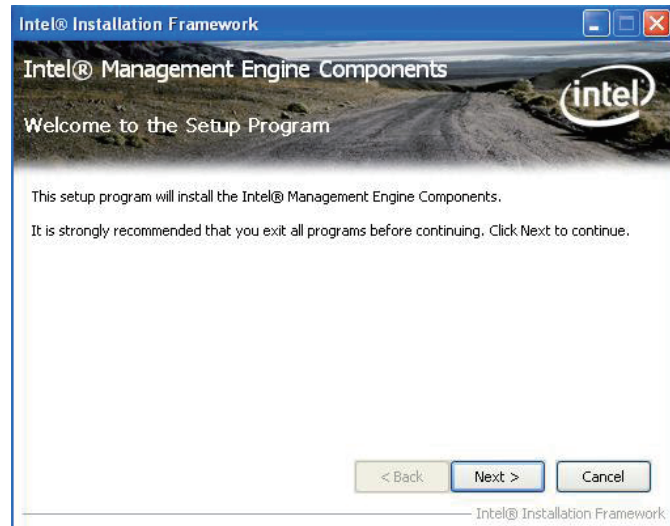 Intel® Installation Framework
Intel® Management Engine Components
intel
Welcome to the Setup Program
This setup program will install the Intel® Management Engine Components.
It is strongly recommended that you exit all programs before continuing. Click Next to continue.
< Back
Next >
Cancel
Intel® Installation Framework